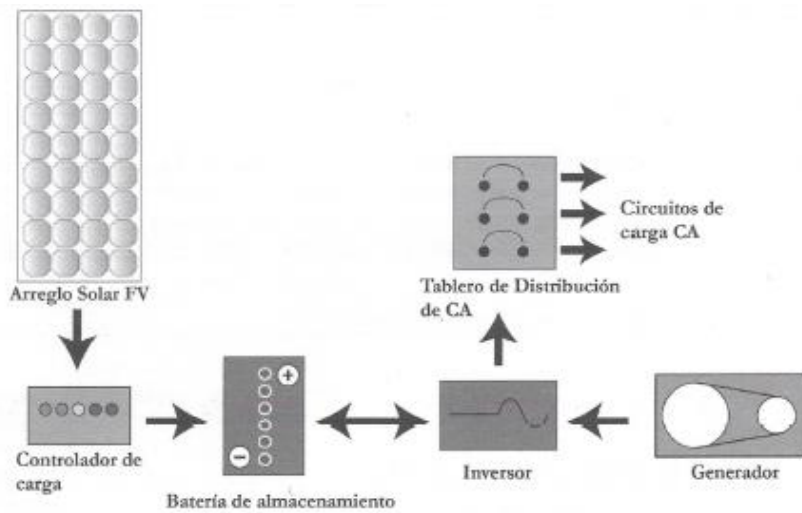 Arreglo Solar FV
Circuitos de
carga CA
Tablero de Distribución
de CA
+
−
Controlador de
carga
Batería de almacenamiento
Inversor
Generador